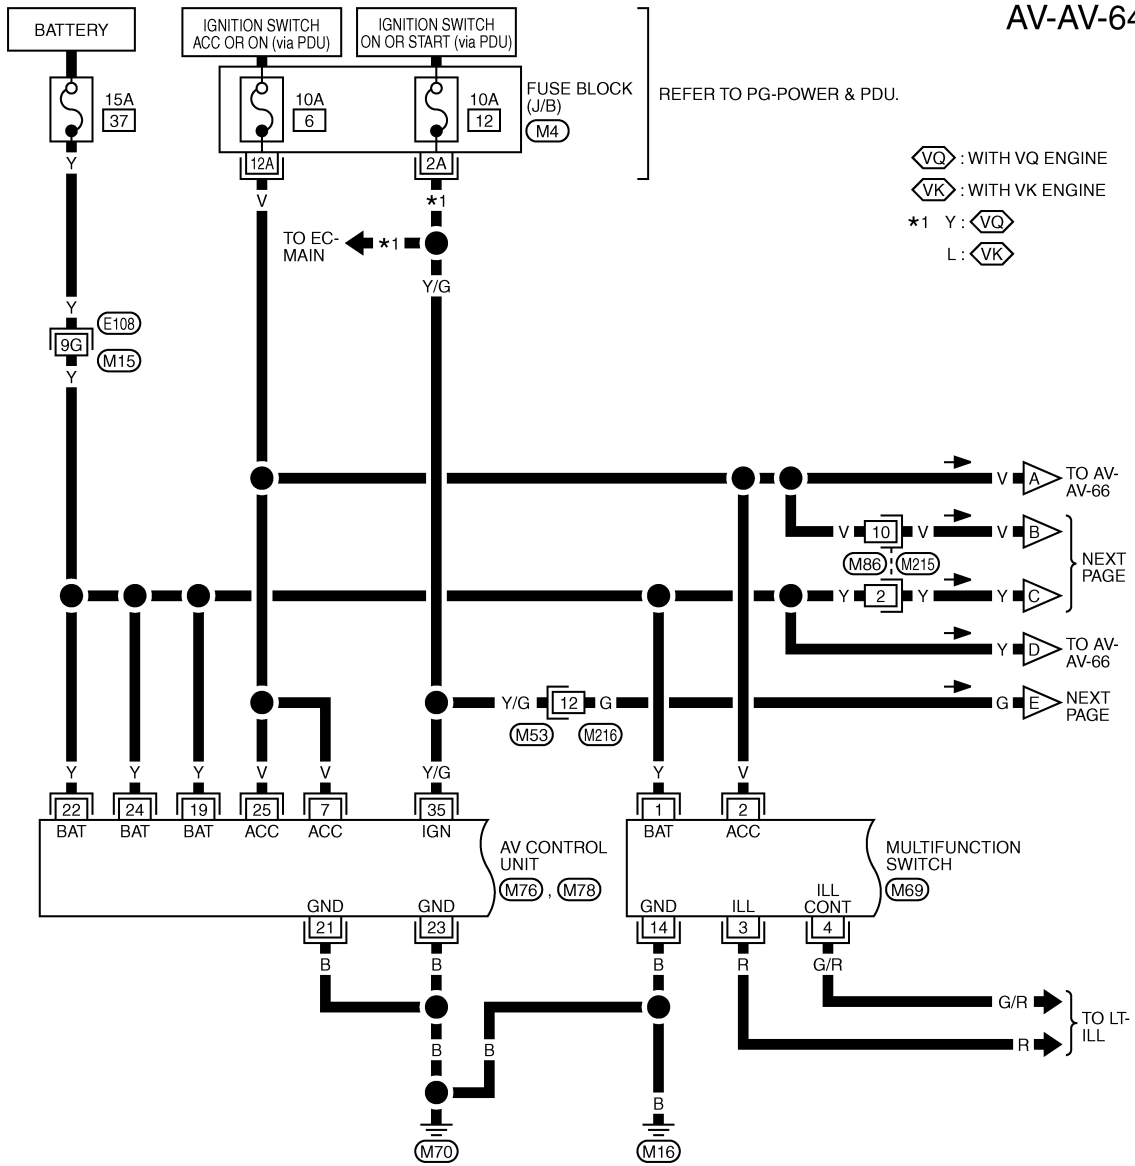 AV-AV-64
BATTERY
IGNITION SWITCH
ACC OR ON (via PDU)
IGNITION SWITCH
ON OR START (via PDU)
15A
37
10A
6
10A
12
FUSE BLOCK
(J/B)
M4
REFER TO PG-POWER & PDU.
12A
2A
VQ : WITH VQ ENGINE
VK : WITH VK ENGINE
*1 Y : VQ
L : VK
Y
V
*1
TO EC-
MAIN
*1
Y/G
Y
E108
9G
M15
Y
V
A
TO AV-
AV-66
V
10
V
V
B
M86
M215
NEXT
PAGE
Y
2
Y
Y
C
Y
D
TO AV-
AV-66
Y/G
12
G
G
E
NEXT
PAGE
M53
M216
Y
Y
Y
V
V
Y/G
Y
V
22
24
19
25
7
35
1
2
BAT
BAT
BAT
ACC
ACC
IGN
BAT
ACC
AV CONTROL
UNIT
M76 , M78
MULTIFUNCTION
SWITCH
M69
GND
GND
GND
ILL
ILL
CONT
21
23
14
3
4
B
B
B
R
G/R
G/R
TO LT-
ILL
R
B
B
B
M70
M16